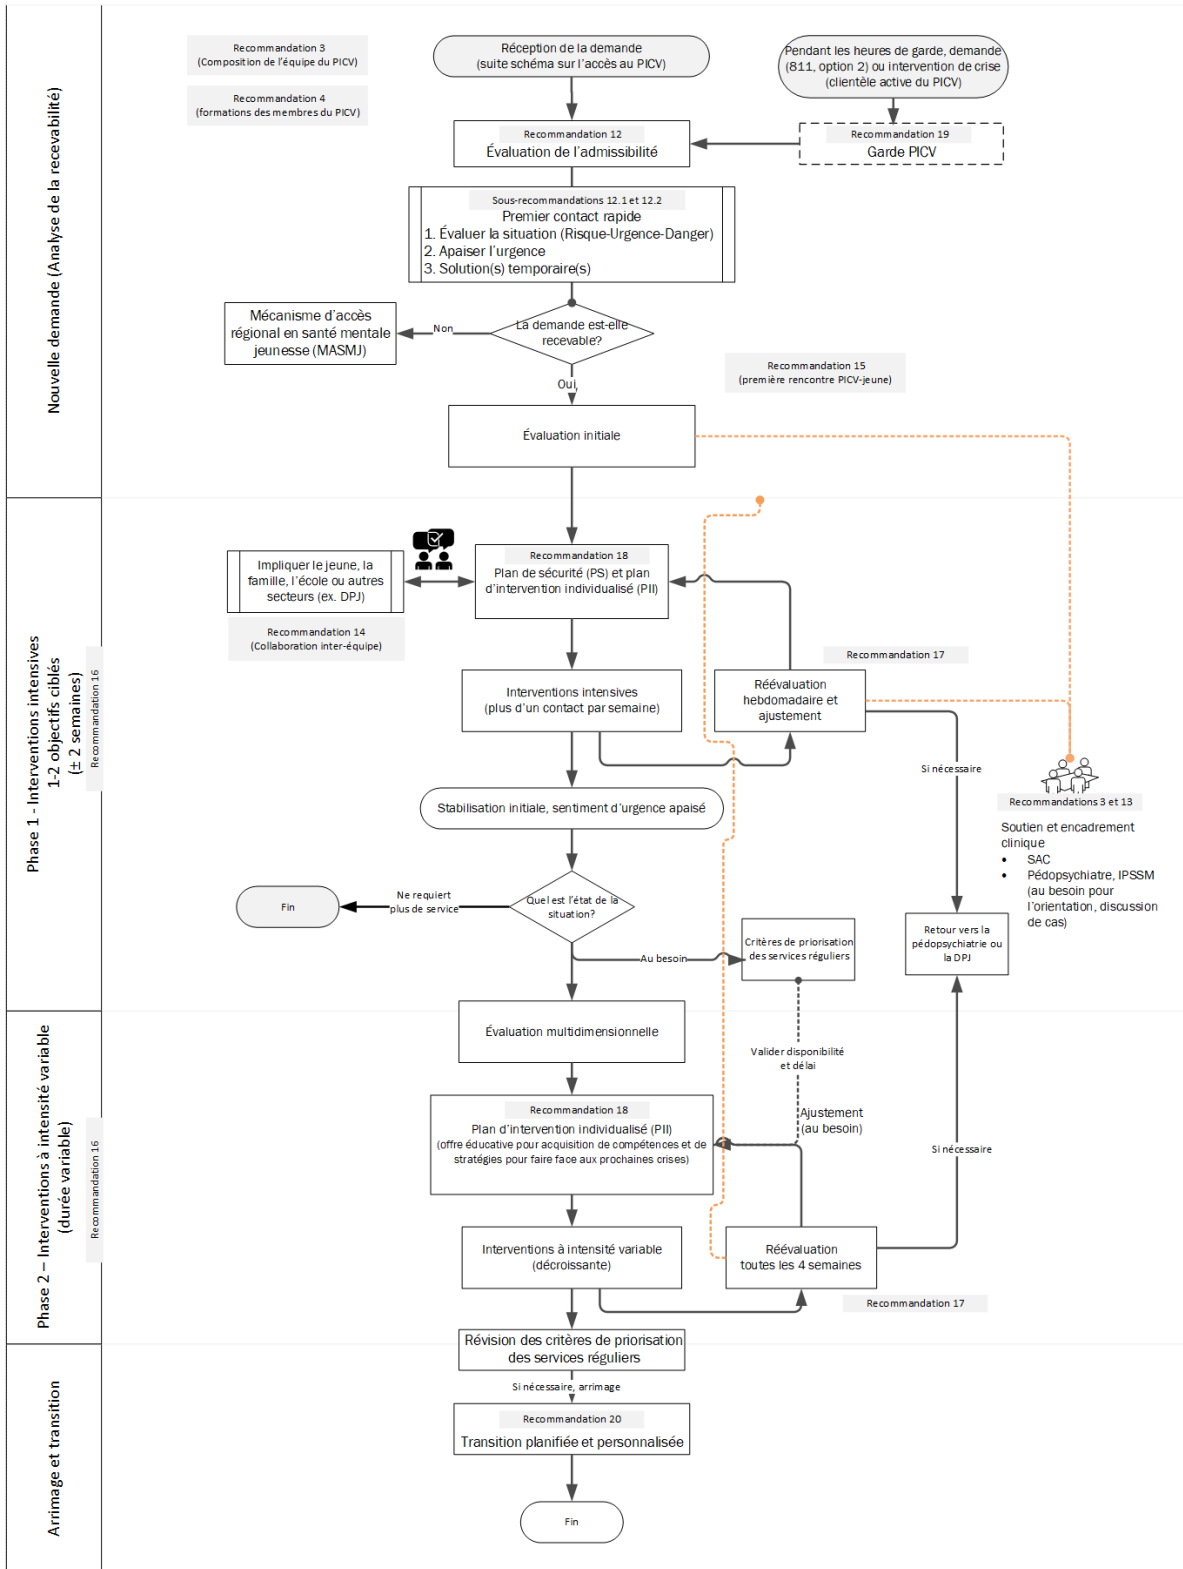 Nouvelle demande (Analyse de la recevabilité)
Recommandation 3
(Composition de l'équipe du PICV)
Recommandation 4
(formations des membres du PICV)
Réception de la demande
(suite schéma sur l'accès au PICV)
Pendant les heures de garde, demande
(811, option 2) ou intervention de crise
(clientèle active du PICV)
Recommandation 12
Évaluation de l'admissibilité
Recommandation 19
Garde PICV
Sous-recommandations 12.1 et 12.2
Premier contact rapide
1. Évaluer la situation (Risque-Urgence-Danger)
2. Apaiser l'urgence
3. Solution(s) temporaire(s)
Mécanisme d'accès
régional en santé mentale
jeunesse (MASMJ)
Non
La demande est-elle
recevable?
Oui,
Recommandation 15
(première rencontre PICV-jeune)
Évaluation initiale
Phase 1 - Interventions intensives
1-2 objectifs ciblés
(± 2 semaines)
Recommandation 16
Impliquer le jeune, la
famille, l'école ou autres
secteurs (ex. DPJ)
Recommandation 14
(Collaboration inter-équipe)
Recommandation 18
Plan de sécurité (PS) et plan
d'intervention individualisé (PII)
Recommandation 17
Interventions intensives
(plus d'un contact par semaine)
Réévaluation
hebdomadaire et
ajustement
Si nécessaire
Stabilisation initiale, sentiment d'urgence apaisé
Recommandations 3 et 13
Soutien et encadrement
clinique
• SAC
• Pédopsychiatre, IPSSM
(au besoin pour
l'orientation, discussion
de cas)
Fin
Ne requiert
plus de service
Quel est l'état de la
situation?
Au besoin
Critères de priorisation
des services réguliers
Retour vers la
pédopsychiatrie ou
la DPJ
Phase 2 – Interventions à intensité variable
(durée variable)
Recommandation 16
Évaluation multidimensionnelle
Valider disponibilité
et délai
Recommandation 18
Plan d'intervention individualisé (PII)
(offre éducative pour acquisition de compétences et de
stratégies pour faire face aux prochaines crises)
Ajustement
(au besoin)
Si nécessaire
Interventions à intensité variable
(décroissante)
Réévaluation
toutes les 4 semaines
Recommandation 17
Arrimage et transition
Révision des critères de priorisation
des services réguliers
Si nécessaire, arrimage
Recommandation 20
Transition planifiée et personnalisée
Fin